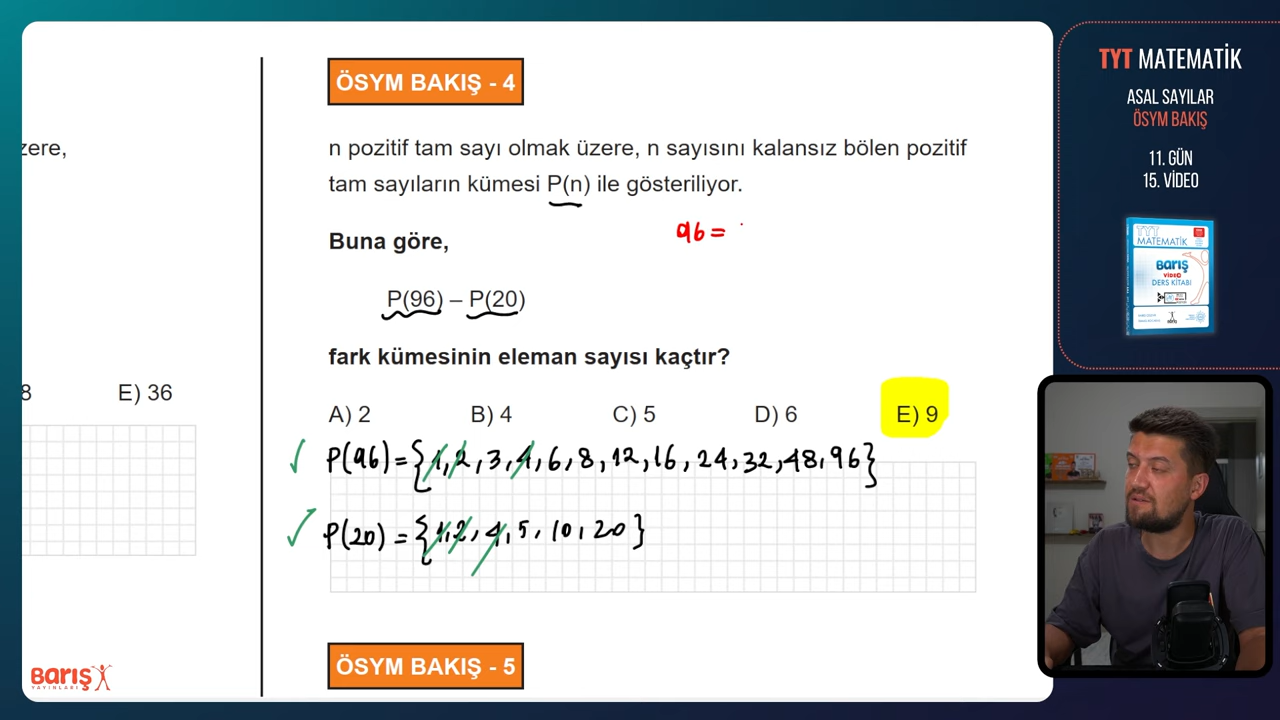 zere,
8 E) 36
ÖSYM BAKIŞ - 4
n pozitif tam sayı olmak üzere, n sayısını kalansız bölen pozitif
tam sayıların kümesi P(n) ile gösteriliyor.
96 =
Buna göre,
P(96) – P(20)
fark kümesinin eleman sayısı kaçtır?
A) 2 B) 4 C) 5 D) 6 E) 9
P(96) = {1, 2, 3, 4, 6, 8, 12, 16, 24, 32, 48, 96}
P(20) = {1, 2, 4, 5, 10, 20}
ÖSYM BAKIŞ - 5
BARIŞ
YAYINLARI
TYT MATEMATİK
ASAL SAYILAR
ÖSYM BAKIŞ
11. GÜN
15. VİDEO
TYT
MATEMATİK
BARIŞ
VİDEO
DERS KİTABI